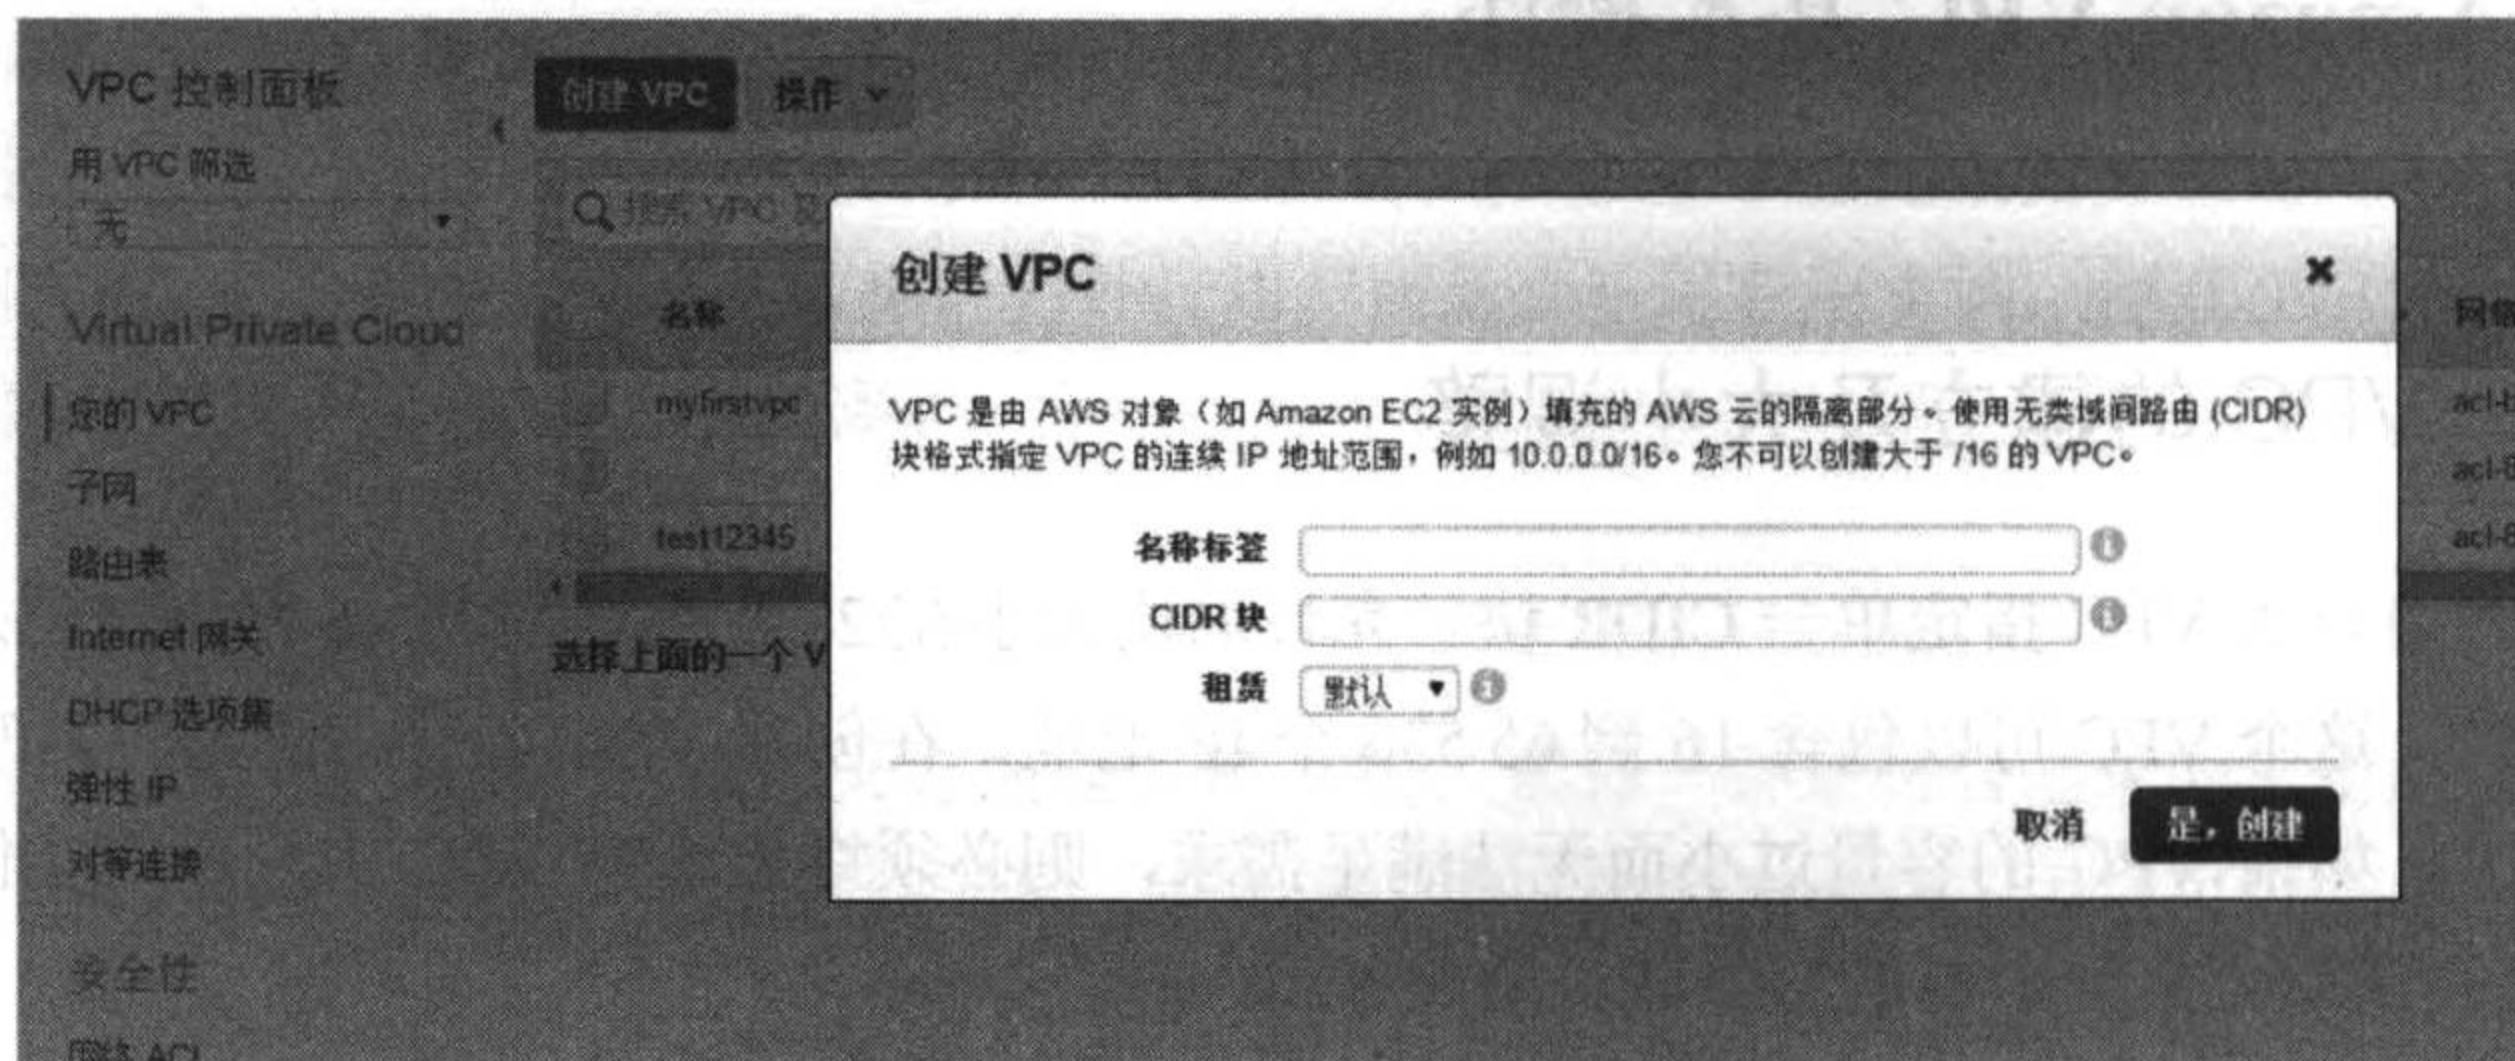 VPC 控制面板
创建 VPC 操作
用 VPC 筛选
无
搜索 VPC
创建 VPC
Virtual Private Cloud
名称
您的 VPC
myfirstvpc
VPC 是由 AWS 对象（如 Amazon EC2 实例）填充的 AWS 云的隔离部分。使用无类域间路由 (CIDR)
块格式指定 VPC 的连续 IP 地址范围，例如 10.0.0.0/16。您不可以创建大于 /16 的 VPC。
子网
test12345
名称标签
路由表
CIDR 块
Internet 网关
选择上面的一个 V
租赁 默认
DHCP 选项集
弹性 IP
取消 是，创建
对等连接
安全性
网络 ACL